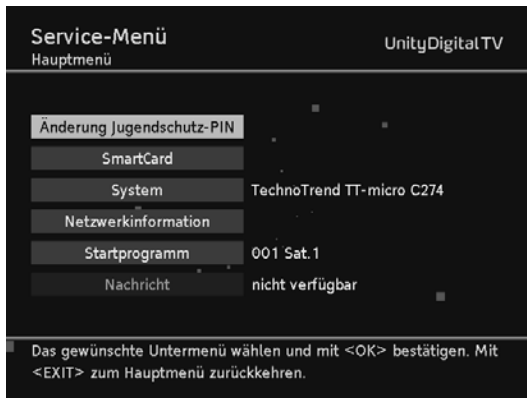 Service-Menü
UnityDigitalTV
Hauptmenü
Änderung Jugendschutz-PIN
SmartCard
System TechnoTrend TT-micro C274
Netzwerkinformation
Startprogramm 001 Sat.1
Nachricht nicht verfügbar
Das gewünschte Untermenü wählen und mit <OK> bestätigen. Mit
<EXIT> zum Hauptmenü zurückkehren.